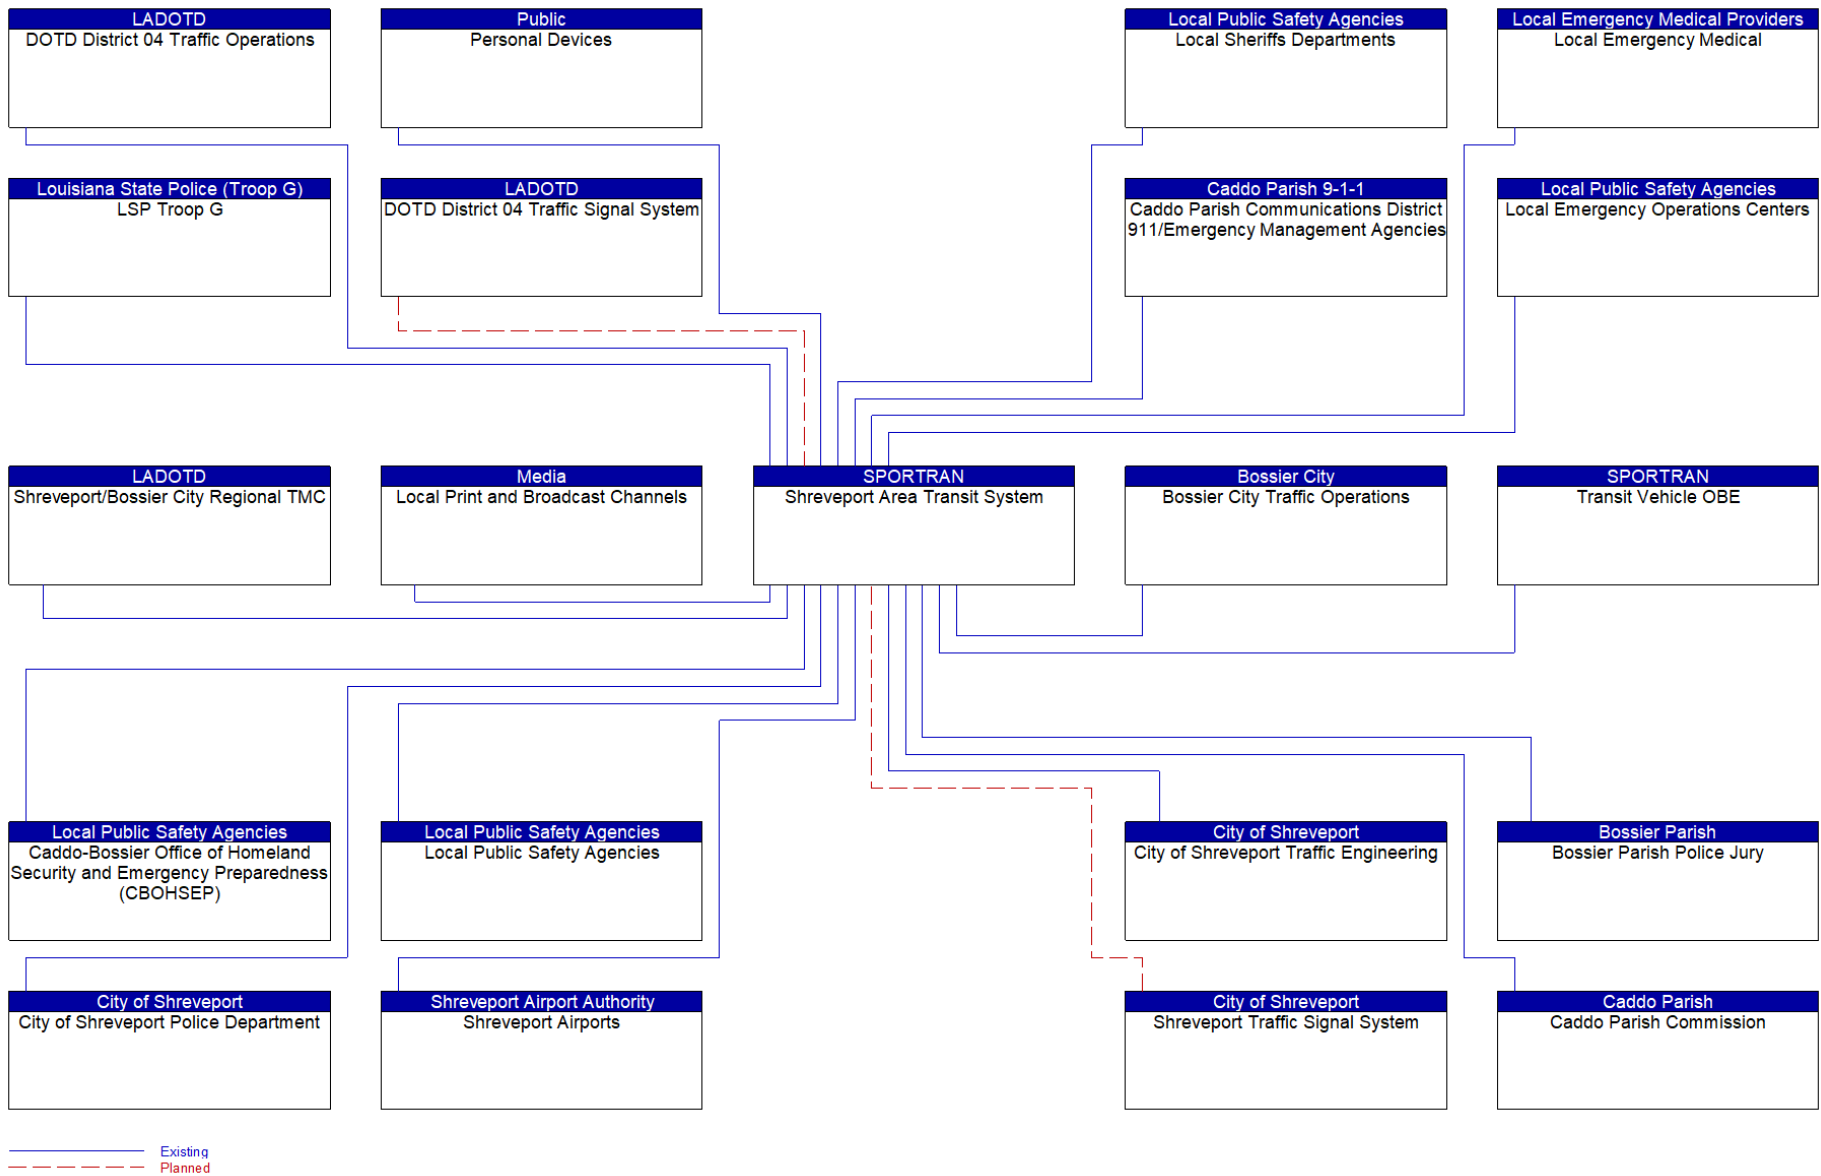 LADOTD
DOTD District 04 Traffic Operations
Public
Personal Devices
Local Public Safety Agencies
Local Sheriffs Departments
Local Emergency Medical Providers
Local Emergency Medical
Louisiana State Police (Troop G)
LSP Troop G
LADOTD
DOTD District 04 Traffic Signal System
Caddo Parish 9-1-1
Caddo Parish Communications District
911/Emergency Management Agencies
Local Public Safety Agencies
Local Emergency Operations Centers
LADOTD
Shreveport/Bossier City Regional TMC
Media
Local Print and Broadcast Channels
SPORTRAN
Shreveport Area Transit System
Bossier City
Bossier City Traffic Operations
SPORTRAN
Transit Vehicle OBE
Local Public Safety Agencies
Caddo-Bossier Office of Homeland
Security and Emergency Preparedness
(CBOHSEP)
Local Public Safety Agencies
Local Public Safety Agencies
City of Shreveport
City of Shreveport Traffic Engineering
Bossier Parish
Bossier Parish Police Jury
City of Shreveport
City of Shreveport Police Department
Shreveport Airport Authority
Shreveport Airports
City of Shreveport
Shreveport Traffic Signal System
Caddo Parish
Caddo Parish Commission
Existing
Planned